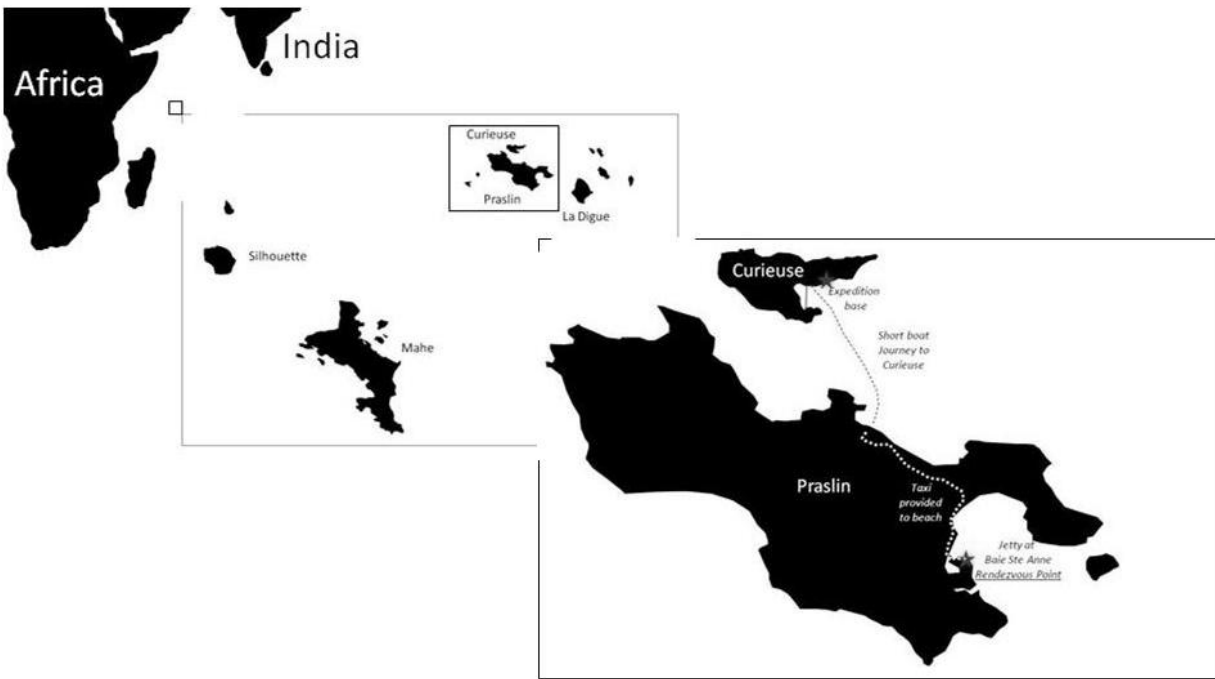 India
Africa
Curieuse
Praslin
La Digue
Silhouette
Mahe
Curieuse
Expedition
base
Short boat
Journey to
Curieuse
Praslin
Taxi
provided
to beach
Jetty at
Baie Ste Anne
Rendezvous Point